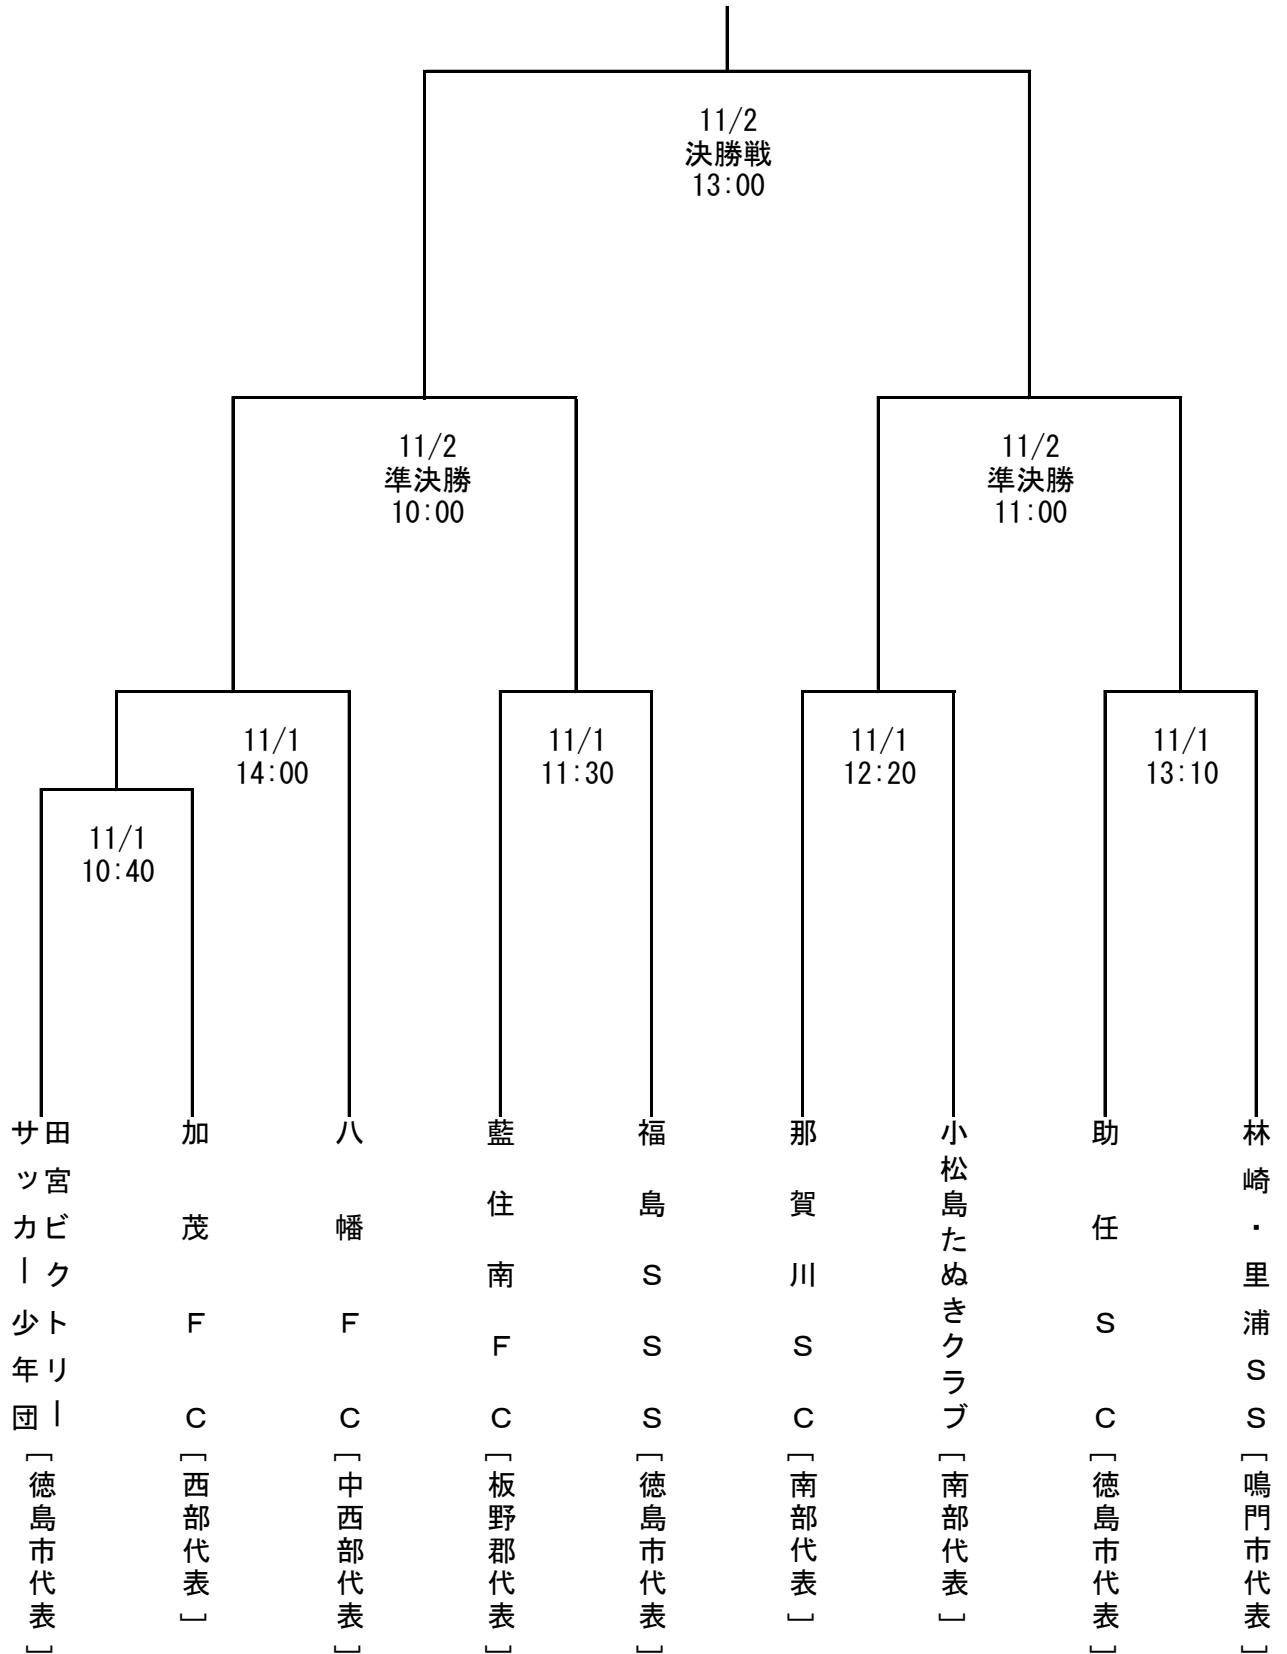 11/2
決勝戦
13:00
11/2
準決勝
10:00
11/2
準決勝
11:00
11/1
14:00
11/1
11:30
11/1
12:20
11/1
13:10
11/1
10:40
田宮ビクトリー
サッカー少年団
[徳島市代表]
加茂FC
[西部代表]
八幡FC
[中西部代表]
藍住南FC
[板野郡代表]
福島SSS
[徳島市代表]
那賀川SC
[南部代表]
小松島たぬきクラブ
[南部代表]
助任SC
[徳島市代表]
林崎・里浦SS
[鳴門市代表]